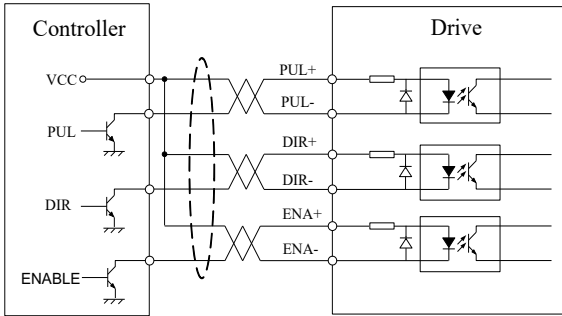 Controller
Drive
VCC
PUL+
PUL
PUL-
DIR+
DIR
DIR-
ENA+
ENABLE
ENA-